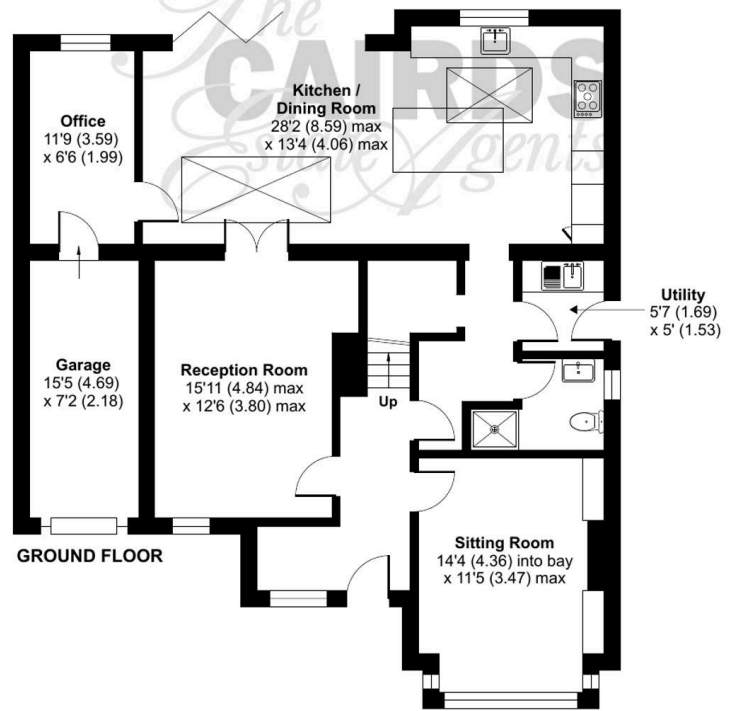 The
CAIRDS
Estate Agents
Kitchen /
Dining Room
28'2 (8.59) max
x 13'4 (4.06) max
Office
11'9 (3.59)
x 6'6 (1.99)
Utility
5'7 (1.69)
x 5' (1.53)
Garage
15'5 (4.69)
x 7'2 (2.18)
Reception Room
15'11 (4.84) max
x 12'6 (3.80) max
Up
Sitting Room
14'4 (4.36) into bay
x 11'5 (3.47) max
GROUND FLOOR